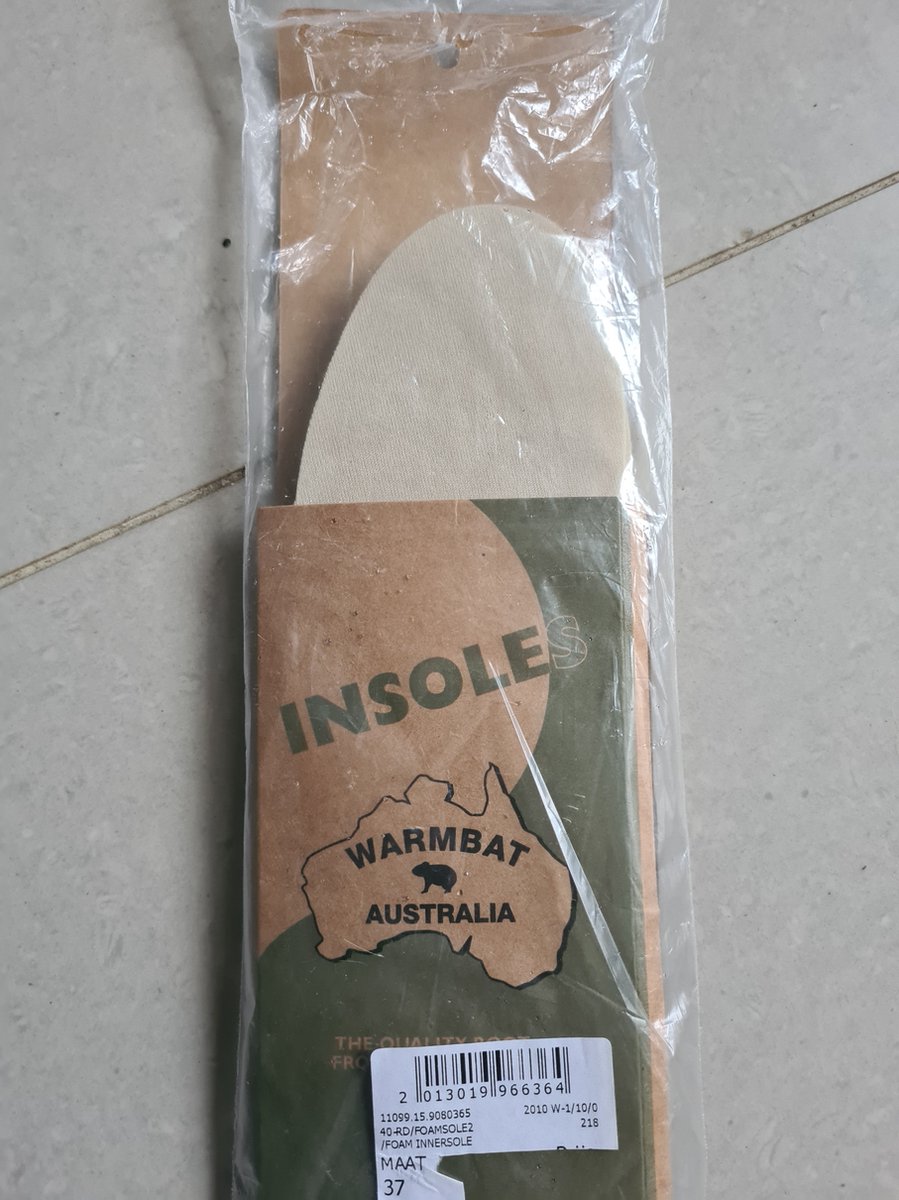 INSOLES
WARMBAT
AUSTRALIA
THE QUALITY
2 013019 966364
11099.15.9080365 2010 W-1/10/0
40-RD/FOAMSOLE2 218
/FOAM INNERSOLE
MAAT
37